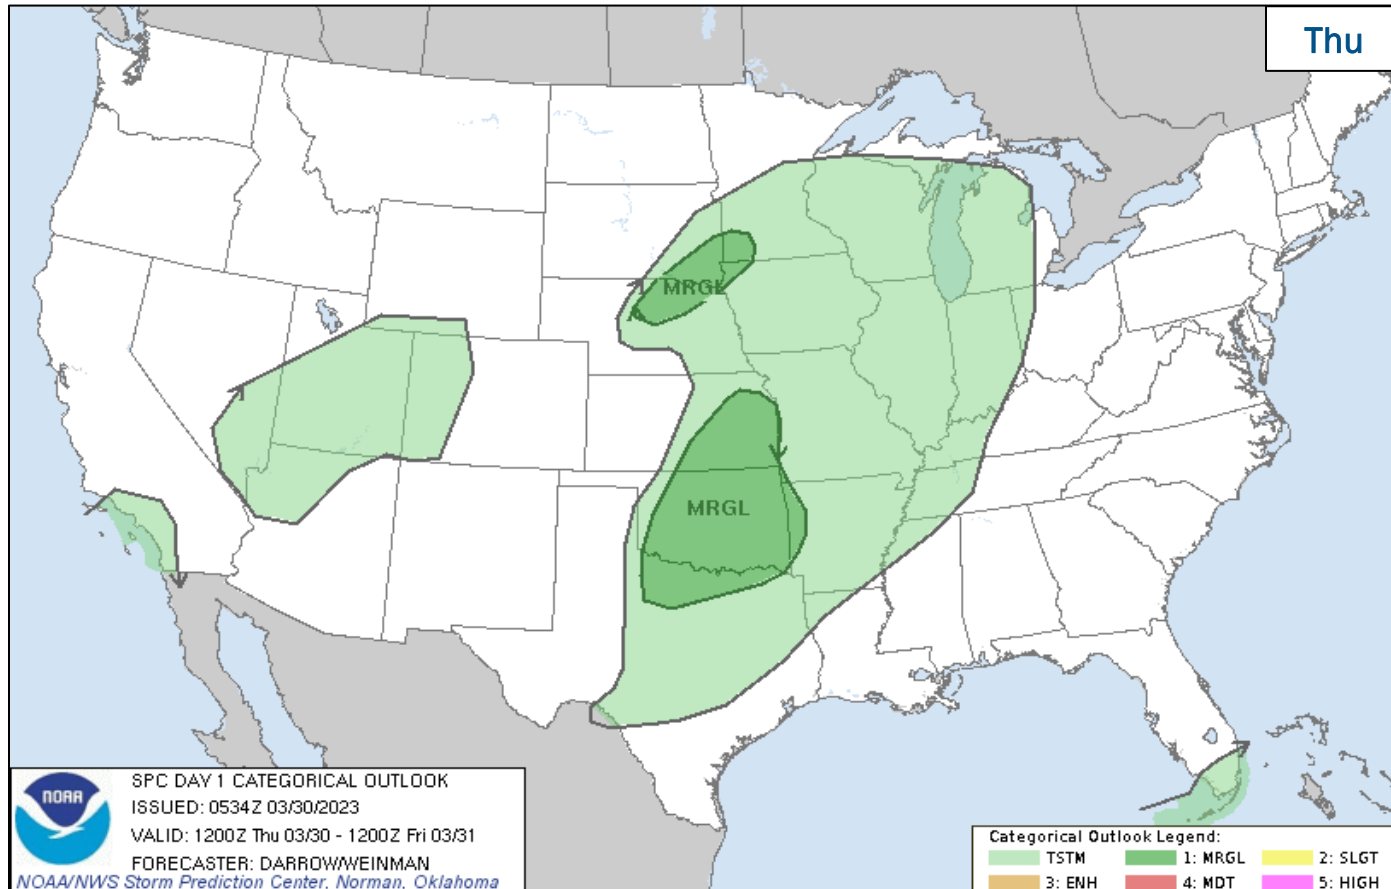 Thu
MRGL
MRGL
NOAA
SPC DAY 1 CATEGORICAL OUTLOOK
ISSUED: 0534Z 03/30/2023
VALID: 1200Z Thu 03/30 - 1200Z Fri 03/31
FORECASTER: DARROW/WEINMAN
NOAA/NWS Storm Prediction Center, Norman, Oklahoma
Categorical Outlook Legend:
TSTM 1: MRGL 2: SLGT
3: ENH 4: MDT 5: HIGH